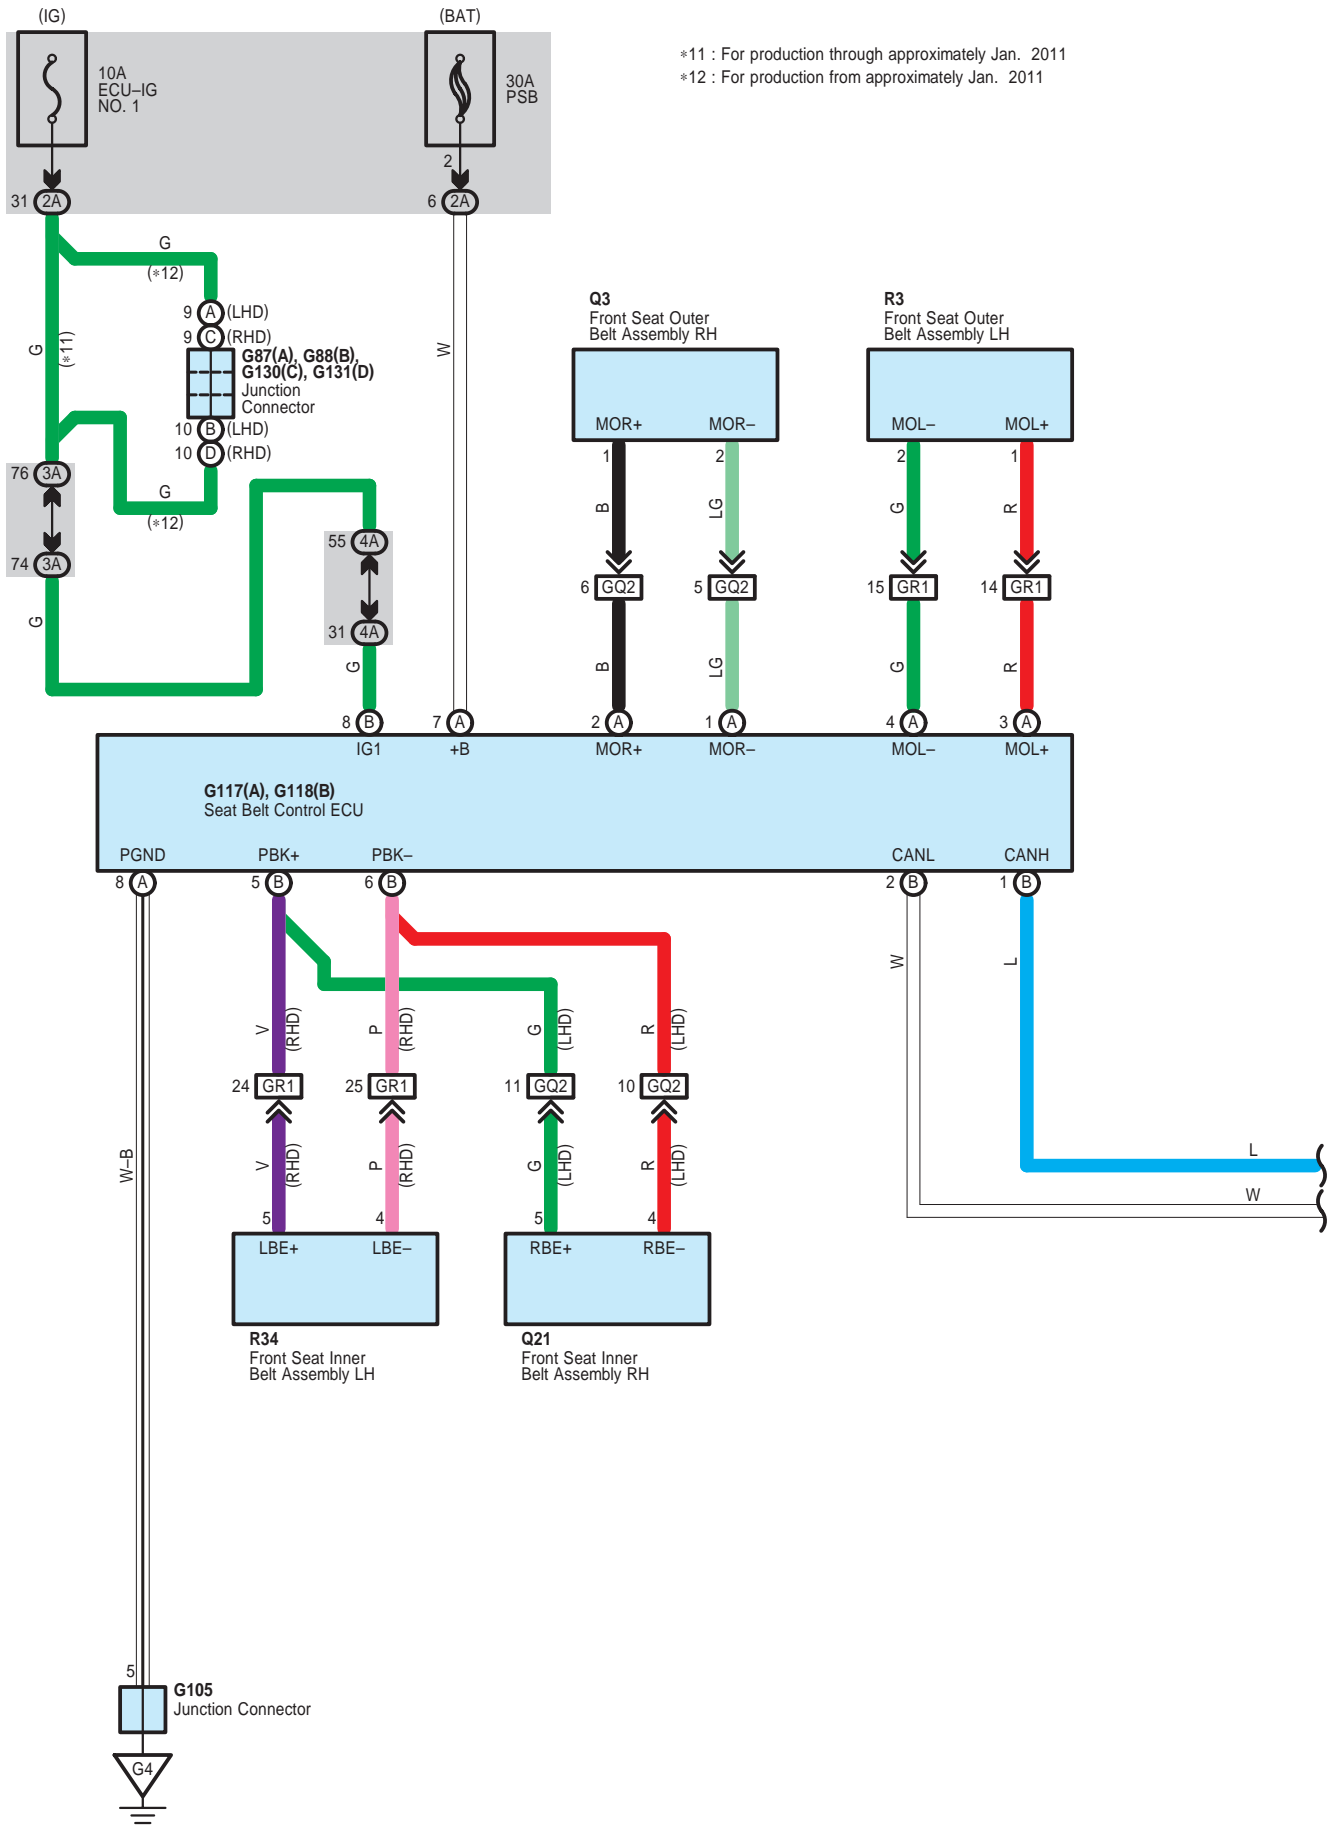 (IG)
(BAT)
∗11 : For production through approximately Jan. 2011
∗12 : For production from approximately Jan. 2011
10A
ECU–IG
NO. 1
30A
PSB
2
31 2A
6 2A
G
(∗12)
G
(∗11)
W
9 A (LHD)
9 C (RHD)
G87(A), G88(B),
G130(C), G131(D)
Junction
Connector
10 B (LHD)
10 D (RHD)
76 3A
G
(∗12)
74 3A
G
55 4A
31 4A
G
Q3
Front Seat Outer
Belt Assembly RH
MOR+ MOR–
1 2
B LG
6 GQ2 5 GQ2
B LG
R3
Front Seat Outer
Belt Assembly LH
MOL– MOL+
2 1
G R
15 GR1 14 GR1
G R
8 B 7 A 2 A 1 A 4 A 3 A
IG1 +B MOR+ MOR– MOL– MOL+
G117(A), G118(B)
Seat Belt Control ECU
PGND PBK+ PBK– CANL CANH
8 A 5 B 6 B 2 B 1 B
W L
V (RHD) P (RHD) G (LHD) R (LHD)
24 GR1 25 GR1 11 GQ2 10 GQ2
V (RHD) P (RHD) G (LHD) R (LHD)
W–B
L
W
5 4 5 4
LBE+ LBE– RBE+ RBE–
R34
Front Seat Inner
Belt Assembly LH
Q21
Front Seat Inner
Belt Assembly RH
5
G105
Junction Connector
G4